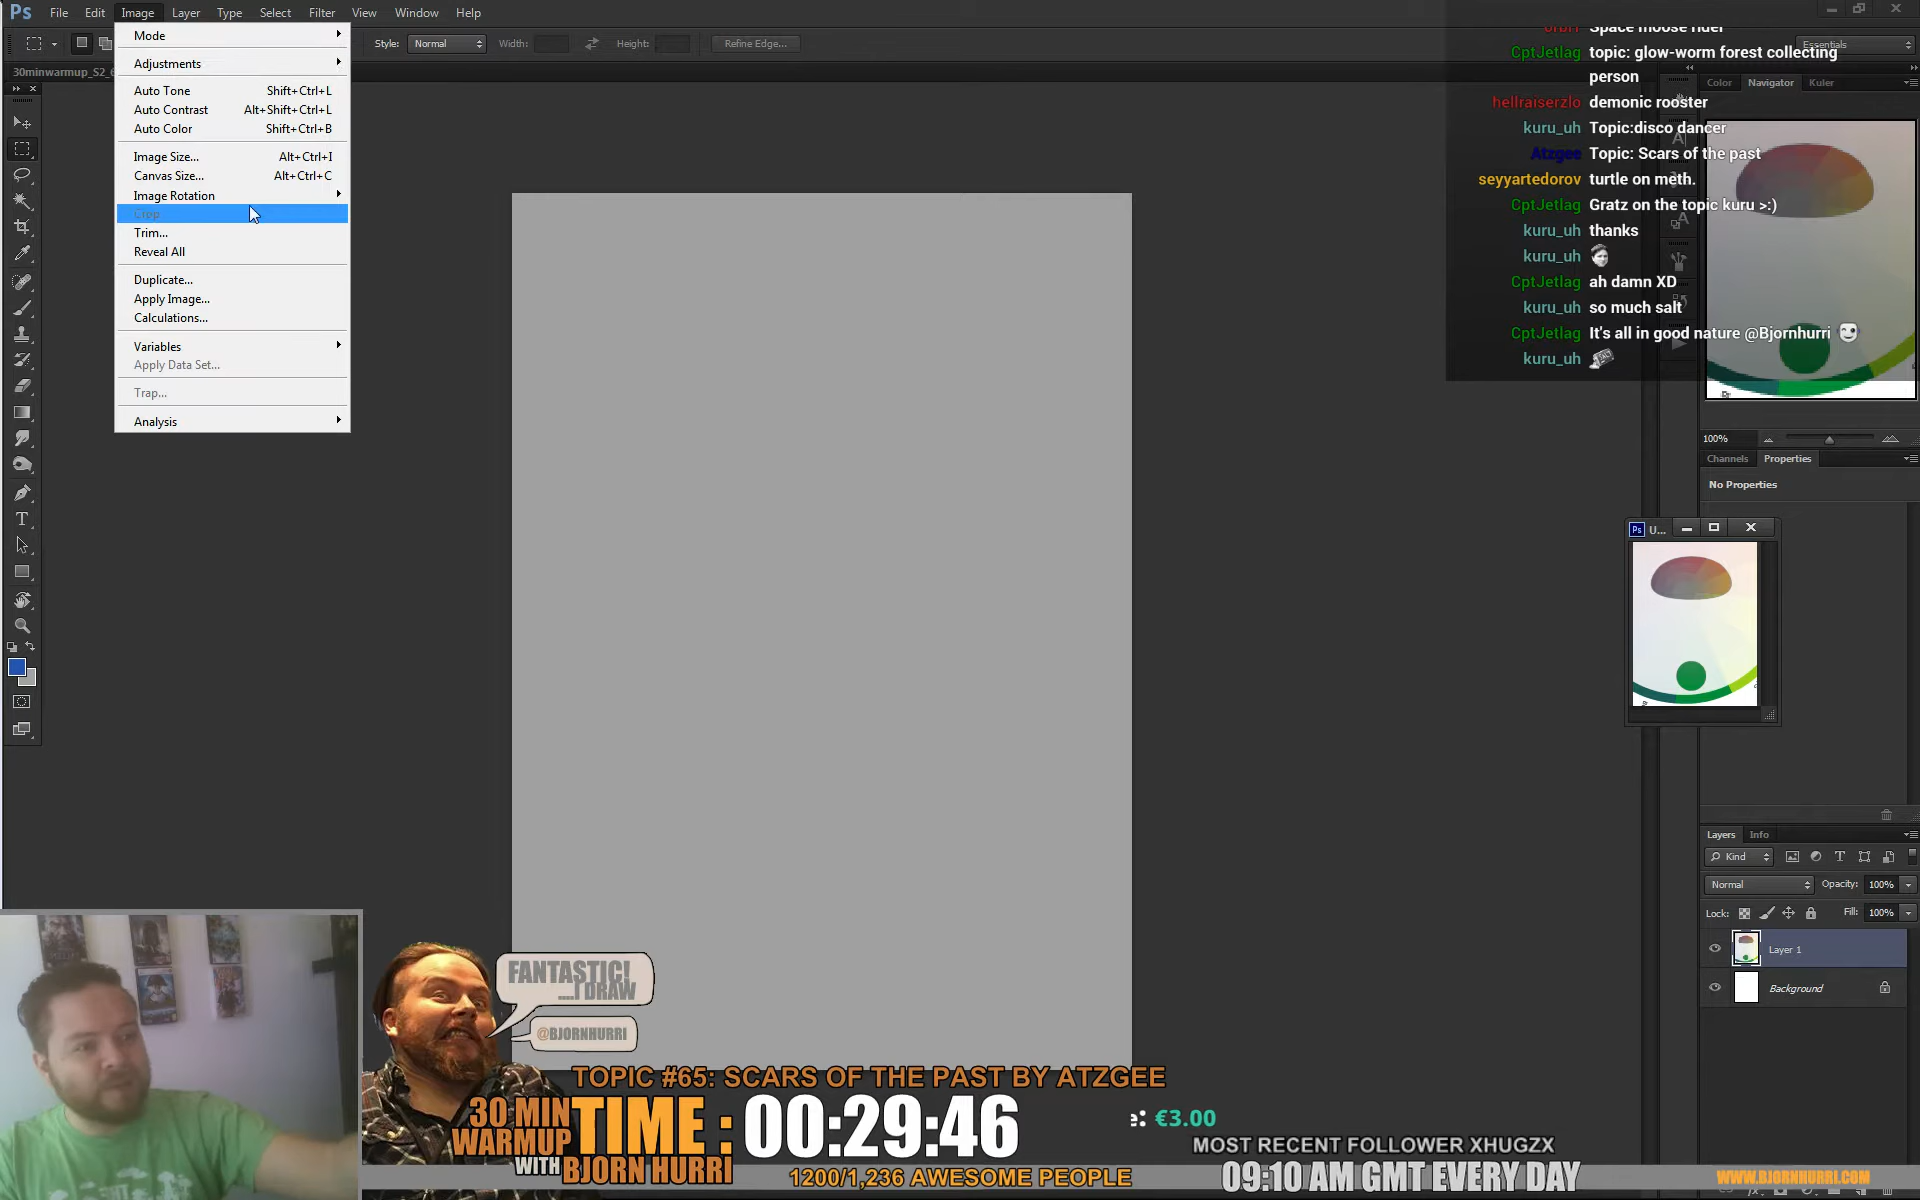 Ps File Edit Image Layer Type Select Filter View Window Help
Style: Normal Width: Height: Refine Edge... Essentials
30minwarmup_S2_6
Mode
Adjustments
Auto Tone Shift+Ctrl+L
Auto Contrast Alt+Shift+Ctrl+L
Auto Color Shift+Ctrl+B
Image Size... Alt+Ctrl+I
Canvas Size... Alt+Ctrl+C
Image Rotation
Crop
Trim...
Reveal All
Duplicate...
Apply Image...
Calculations...
Variables
Apply Data Set...
Trap...
Analysis
Space moose rider
CptJetlag topic: glow-worm forest collecting
person
hellraiserzlo demonic rooster
kuru_uh Topic:disco dancer
Atzgee Topic: Scars of the past
seyyartedorov turtle on meth.
CptJetlag Gratz on the topic kuru >:)
kuru_uh thanks
kuru_uh
CptJetlag ah damn XD
kuru_uh so much salt
CptJetlag It's all in good nature @Bjornhurri
kuru_uh
Color Navigator Kuler
100%
Channels Properties
No Properties
Ps U...
Layers Info
Kind
Normal Opacity: 100%
Lock: Fill: 100%
Layer 1
Background
FANTASTIC!
....I DRAW
@BJORNHURRI
TOPIC #65: SCARS OF THE PAST BY ATZGEE
30 MIN
WARMUP
WITH BJORN HURRI
TIME : 00:29:46
e: €3.00
MOST RECENT FOLLOWER XHUGZX
1200/1,236 AWESOME PEOPLE
09:10 AM GMT EVERY DAY
WWW.BJORNHURRI.COM